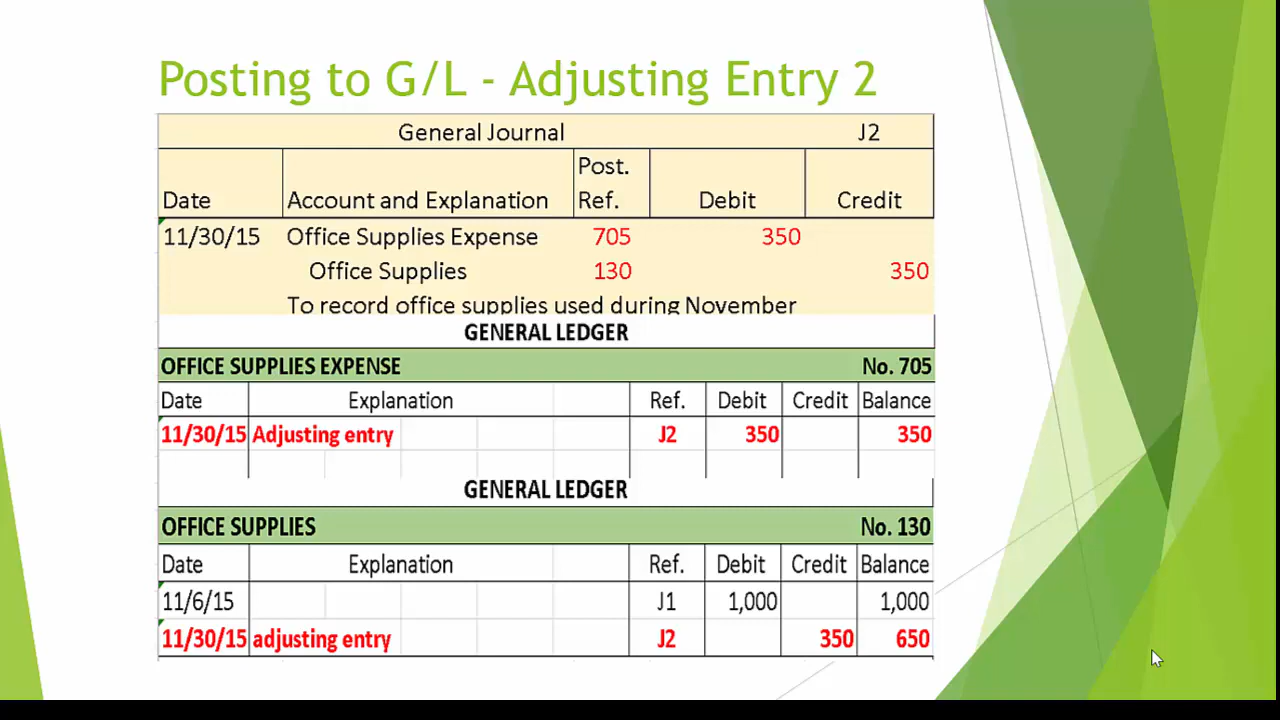 Posting to G/L - Adjusting Entry 2
General Journal J2
Post.
Date Account and Explanation Ref. Debit Credit
11/30/15 Office Supplies Expense 705 350
Office Supplies 130 350
To record office supplies used during November
GENERAL LEDGER
OFFICE SUPPLIES EXPENSE No. 705
Date Explanation Ref. Debit Credit Balance
11/30/15 Adjusting entry J2 350 350
GENERAL LEDGER
OFFICE SUPPLIES No. 130
Date Explanation Ref. Debit Credit Balance
11/6/15 J1 1,000 1,000
11/30/15 adjusting entry J2 350 650